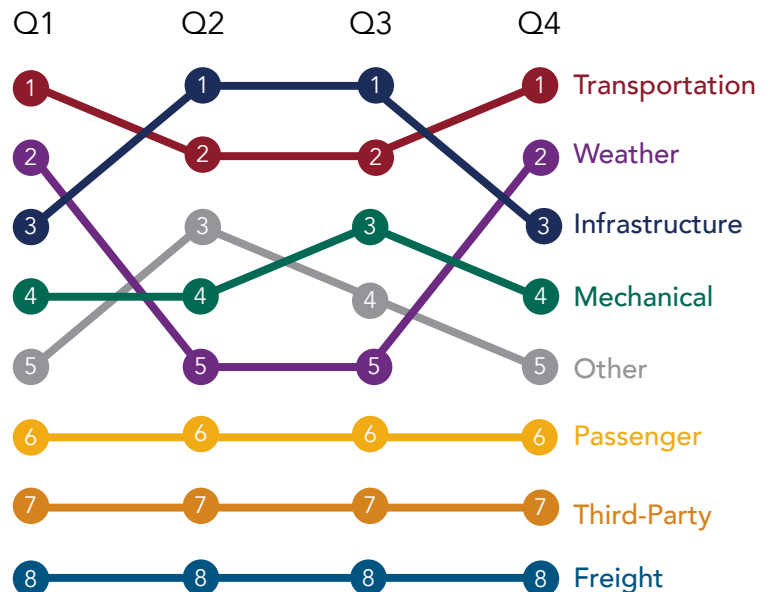 Q1 Q2 Q3 Q4
1 1 1 1 Transportation
2 2 2 2 Weather
3 3 3 3 Infrastructure
4 4 4 4 Mechanical
5 5 5 5 Other
6 6 6 6 Passenger
7 7 7 7 Third-Party
8 8 8 8 Freight